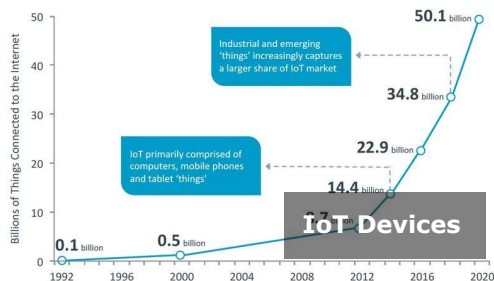 50.1 billion
50
Industrial and emerging
'things' increasingly captures
a larger share of IoT market
40
34.8 billion
30
22.9 billion
IoT primarily comprised of
computers, mobile phones
and tablet 'things'
20
14.4 billion
10
IoT Devices
0.1 billion
0.5 billion
0
1992 1996 2000 2004 2008 2012 2016 2020
Billions of Things Connected to the Internet